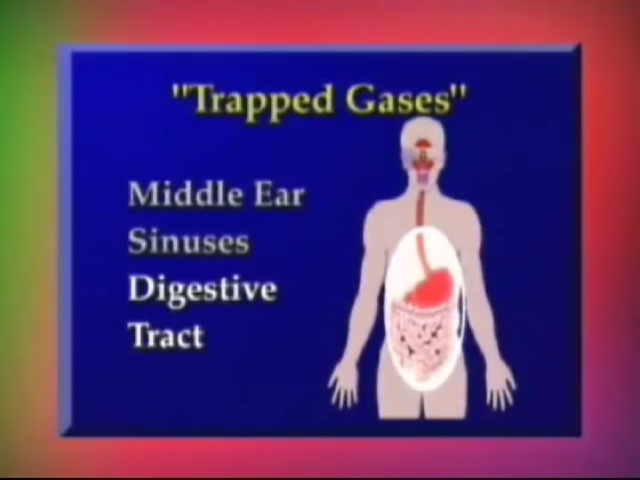 "Trapped Gases"
Middle Ear
Sinuses
Digestive
Tract